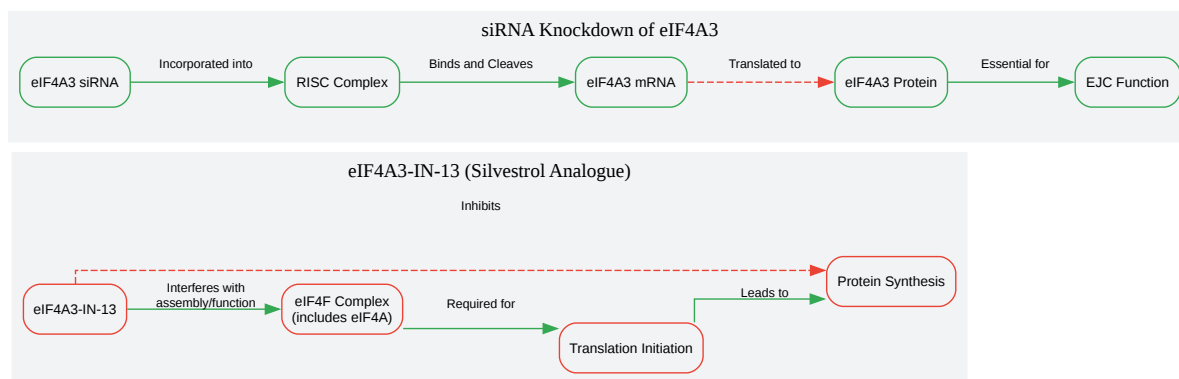 siRNA Knockdown of eIF4A3
eIF4A3 siRNA
Incorporated into
RISC Complex
Binds and Cleaves
eIF4A3 mRNA
Translated to
eIF4A3 Protein
Essential for
EJC Function
eIF4A3-IN-13 (Silvestrol Analogue)
Inhibits
eIF4A3-IN-13
Interferes with
assembly/function
eIF4F Complex
(includes eIF4A)
Required for
Translation Initiation
Leads to
Protein Synthesis